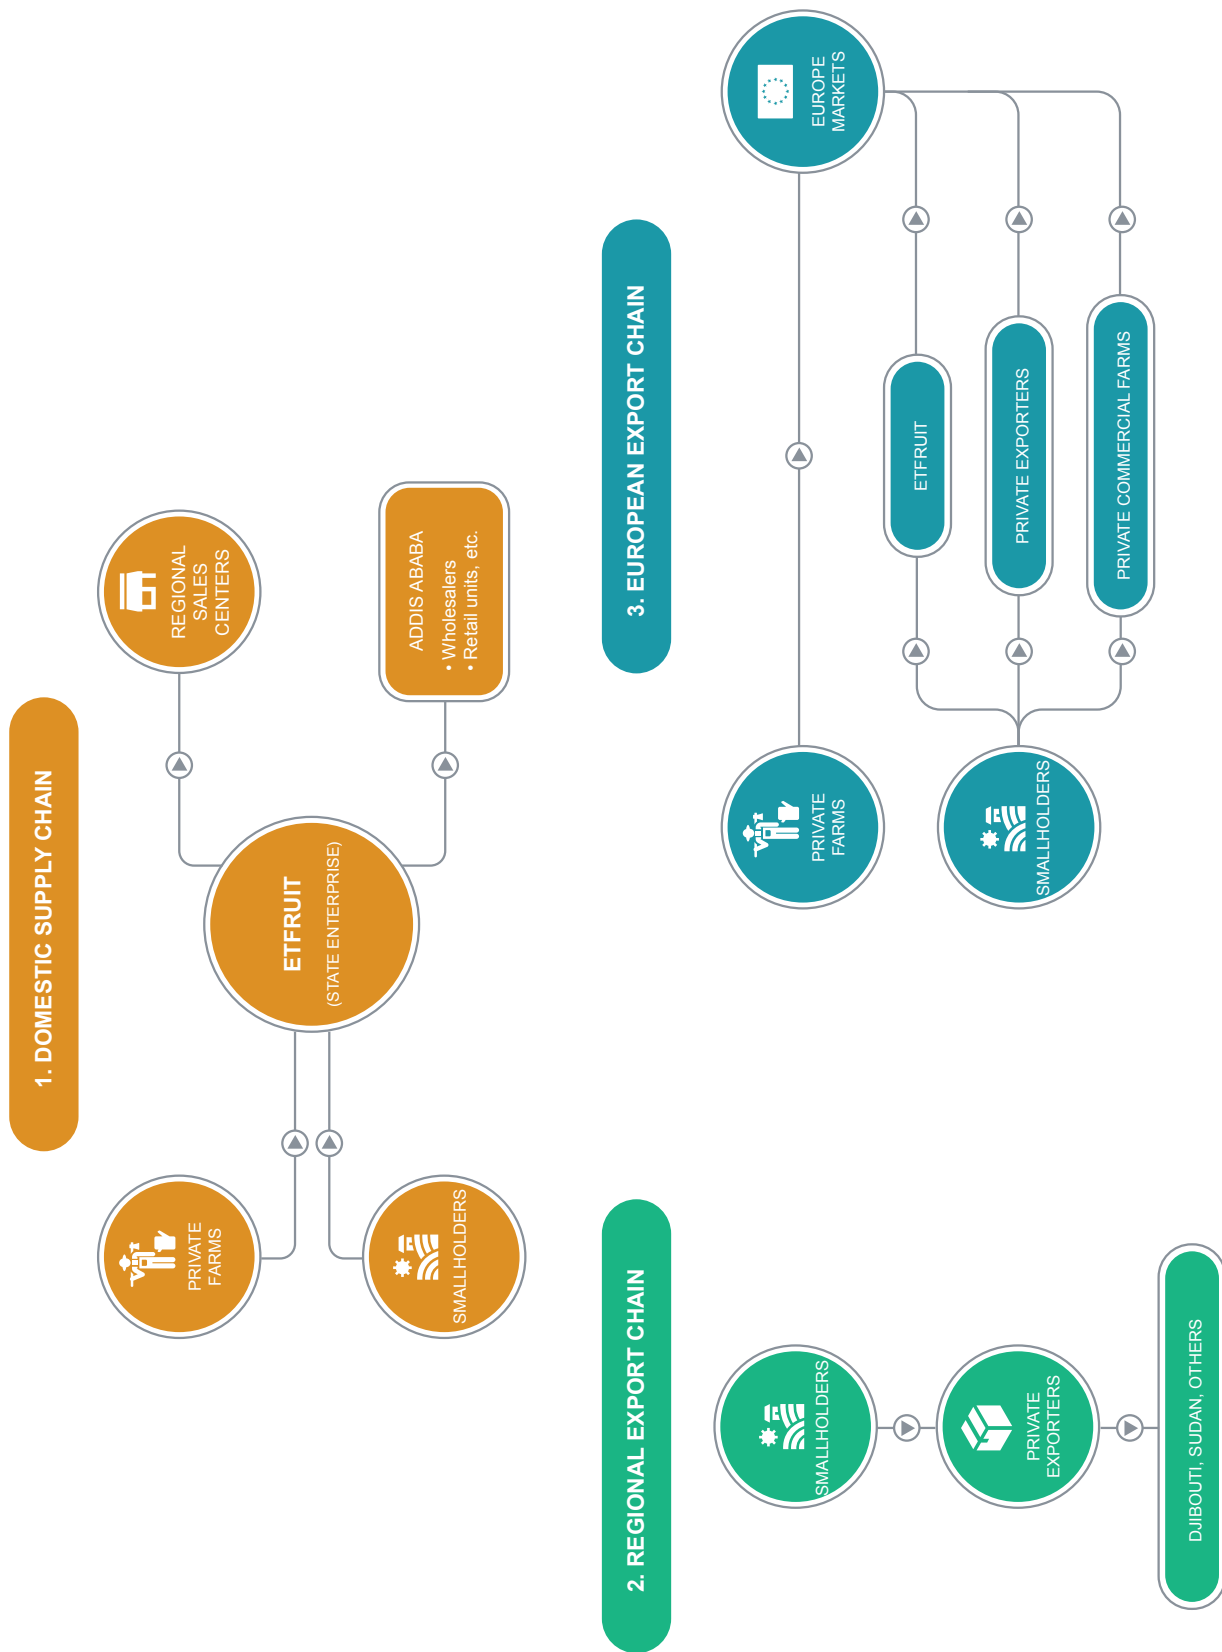 1. DOMESTIC SUPPLY CHAIN
PRIVATE
FARMS
SMALLHOLDERS
ETFRUIT
(STATE ENTERPRISE)
REGIONAL
SALES
CENTERS
ADDIS ABABA
• Wholesalers
• Retail units, etc.
2. REGIONAL EXPORT CHAIN
SMALLHOLDERS
PRIVATE
EXPORTERS
DJIBOUTI, SUDAN, OTHERS
3. EUROPEAN EXPORT CHAIN
PRIVATE
FARMS
SMALLHOLDERS
ETFRUIT
PRIVATE EXPORTERS
PRIVATE COMMERCIAL FARMS
EUROPE
MARKETS